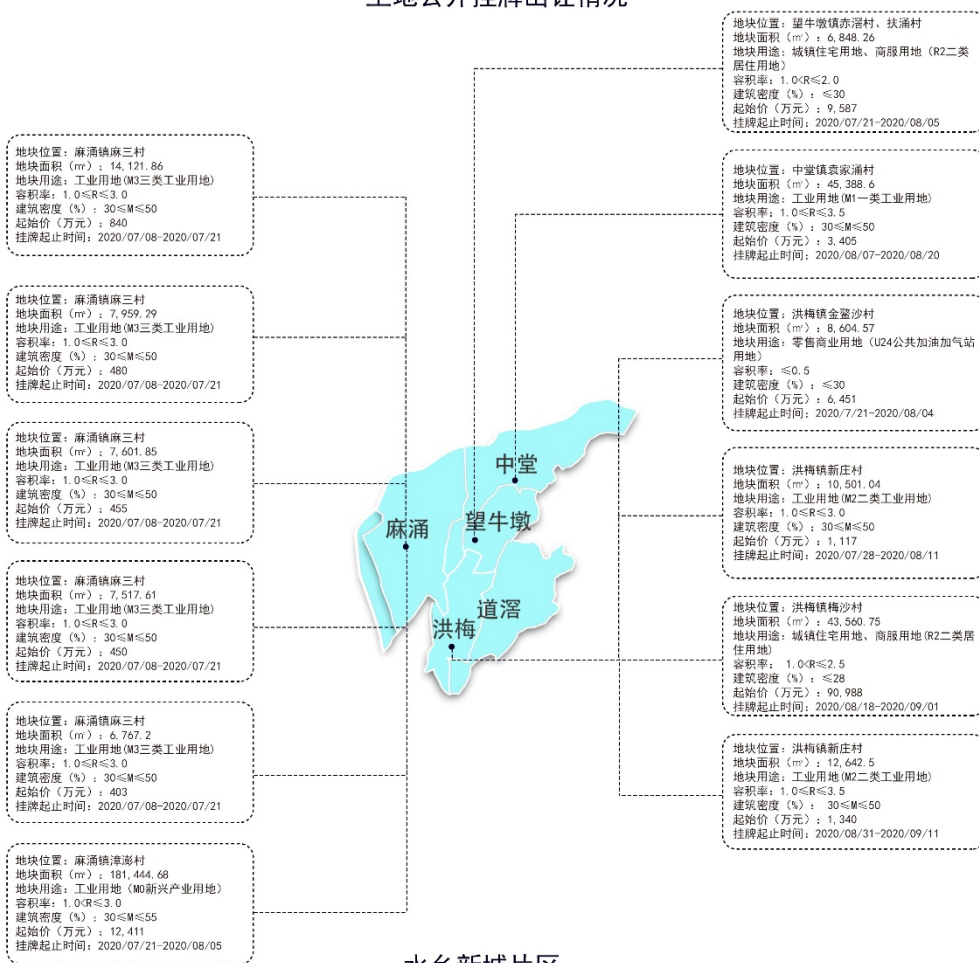 土地公开挂牌出让情况
地块位置：麻涌镇麻三村
地块面积（㎡）：14,121.86
地块用途：工业用地(M3三类工业用地)
容积率：1.0≤R≤3.0
建筑密度（%）：30≤M≤50
起始价（万元）：840
挂牌起止时间：2020/07/08-2020/07/21
地块位置：麻涌镇麻三村
地块面积（㎡）：7,959.29
地块用途：工业用地(M3三类工业用地)
容积率：1.0≤R≤3.0
建筑密度（%）：30≤M≤50
起始价（万元）：480
挂牌起止时间：2020/07/08-2020/07/21
地块位置：麻涌镇麻三村
地块面积（㎡）：7,601.85
地块用途：工业用地(M3三类工业用地)
容积率：1.0≤R≤3.0
建筑密度（%）：30≤M≤50
起始价（万元）：455
挂牌起止时间：2020/07/08-2020/07/21
地块位置：麻涌镇麻三村
地块面积（㎡）：7,517.61
地块用途：工业用地(M3三类工业用地)
容积率：1.0≤R≤3.0
建筑密度（%）：30≤M≤50
起始价（万元）：450
挂牌起止时间：2020/07/08-2020/07/21
地块位置：麻涌镇麻三村
地块面积（㎡）：6,767.2
地块用途：工业用地(M3三类工业用地)
容积率：1.0≤R≤3.0
建筑密度（%）：30≤M≤50
起始价（万元）：403
挂牌起止时间：2020/07/08-2020/07/21
地块位置：麻涌镇漳澎村
地块面积（㎡）：181,444.68
地块用途：工业用地（M0新兴产业用地）
容积率：1.0<R≤3.0
建筑密度（%）：30≤M≤55
起始价（万元）：12,411
挂牌起止时间：2020/07/21-2020/08/05
中堂
望牛墩
麻涌
道滘
洪梅
地块位置：望牛墩镇赤滘村、扶涌村
地块面积（㎡）：6,848.26
地块用途：城镇住宅用地、商服用地（R2二类
居住用地）
容积率：1.0<R≤2.0
建筑密度（%）：≤30
起始价（万元）：9,587
挂牌起止时间：2020/07/21-2020/08/05
地块位置：中堂镇袁家涌村
地块面积（㎡）：45,388.6
地块用途：工业用地(M1一类工业用地)
容积率：1.0≤R≤3.5
建筑密度（%）：30≤M≤50
起始价（万元）：3,405
挂牌起止时间：2020/08/07-2020/08/20
地块位置：洪梅镇金鳌沙村
地块面积（㎡）：8,604.57
地块用途：零售商业用地（U24公共加油加气站
用地）
容积率：≤0.5
建筑密度（%）：≤30
起始价（万元）：6,451
挂牌起止时间：2020/7/21-2020/08/04
地块位置：洪梅镇新庄村
地块面积（㎡）：10,501.04
地块用途：工业用地(M2二类工业用地)
容积率：1.0≤R≤3.0
建筑密度（%）：30≤M≤50
起始价（万元）：1,117
挂牌起止时间：2020/07/28-2020/08/11
地块位置：洪梅镇梅沙村
地块面积（㎡）：43,560.75
地块用途：城镇住宅用地、商服用地(R2二类居
住用地)
容积率： 1.0<R≤2.5
建筑密度（%）：≤28
起始价（万元）：90,988
挂牌起止时间：2020/08/18-2020/09/01
地块位置：洪梅镇新庄村
地块面积（㎡）：12,642.5
地块用途：工业用地(M2二类工业用地)
容积率：1.0≤R≤3.5
建筑密度（%）： 30≤M≤50
起始价（万元）：1,340
挂牌起止时间：2020/08/31-2020/09/11
水乡新城片区